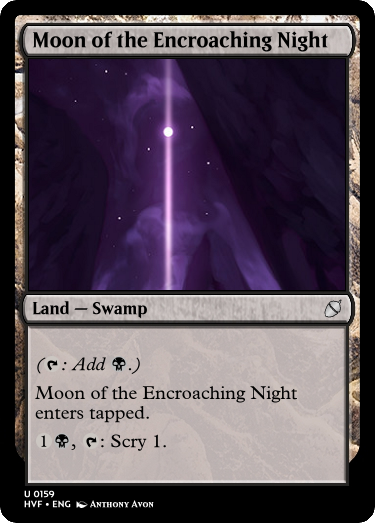 Moon of the Encroaching Night
Land — Swamp
(: Add .)
Moon of the Encroaching Night
enters tapped.
1 , : Scry 1.
U 0159
HVF • ENG Anthony Avon